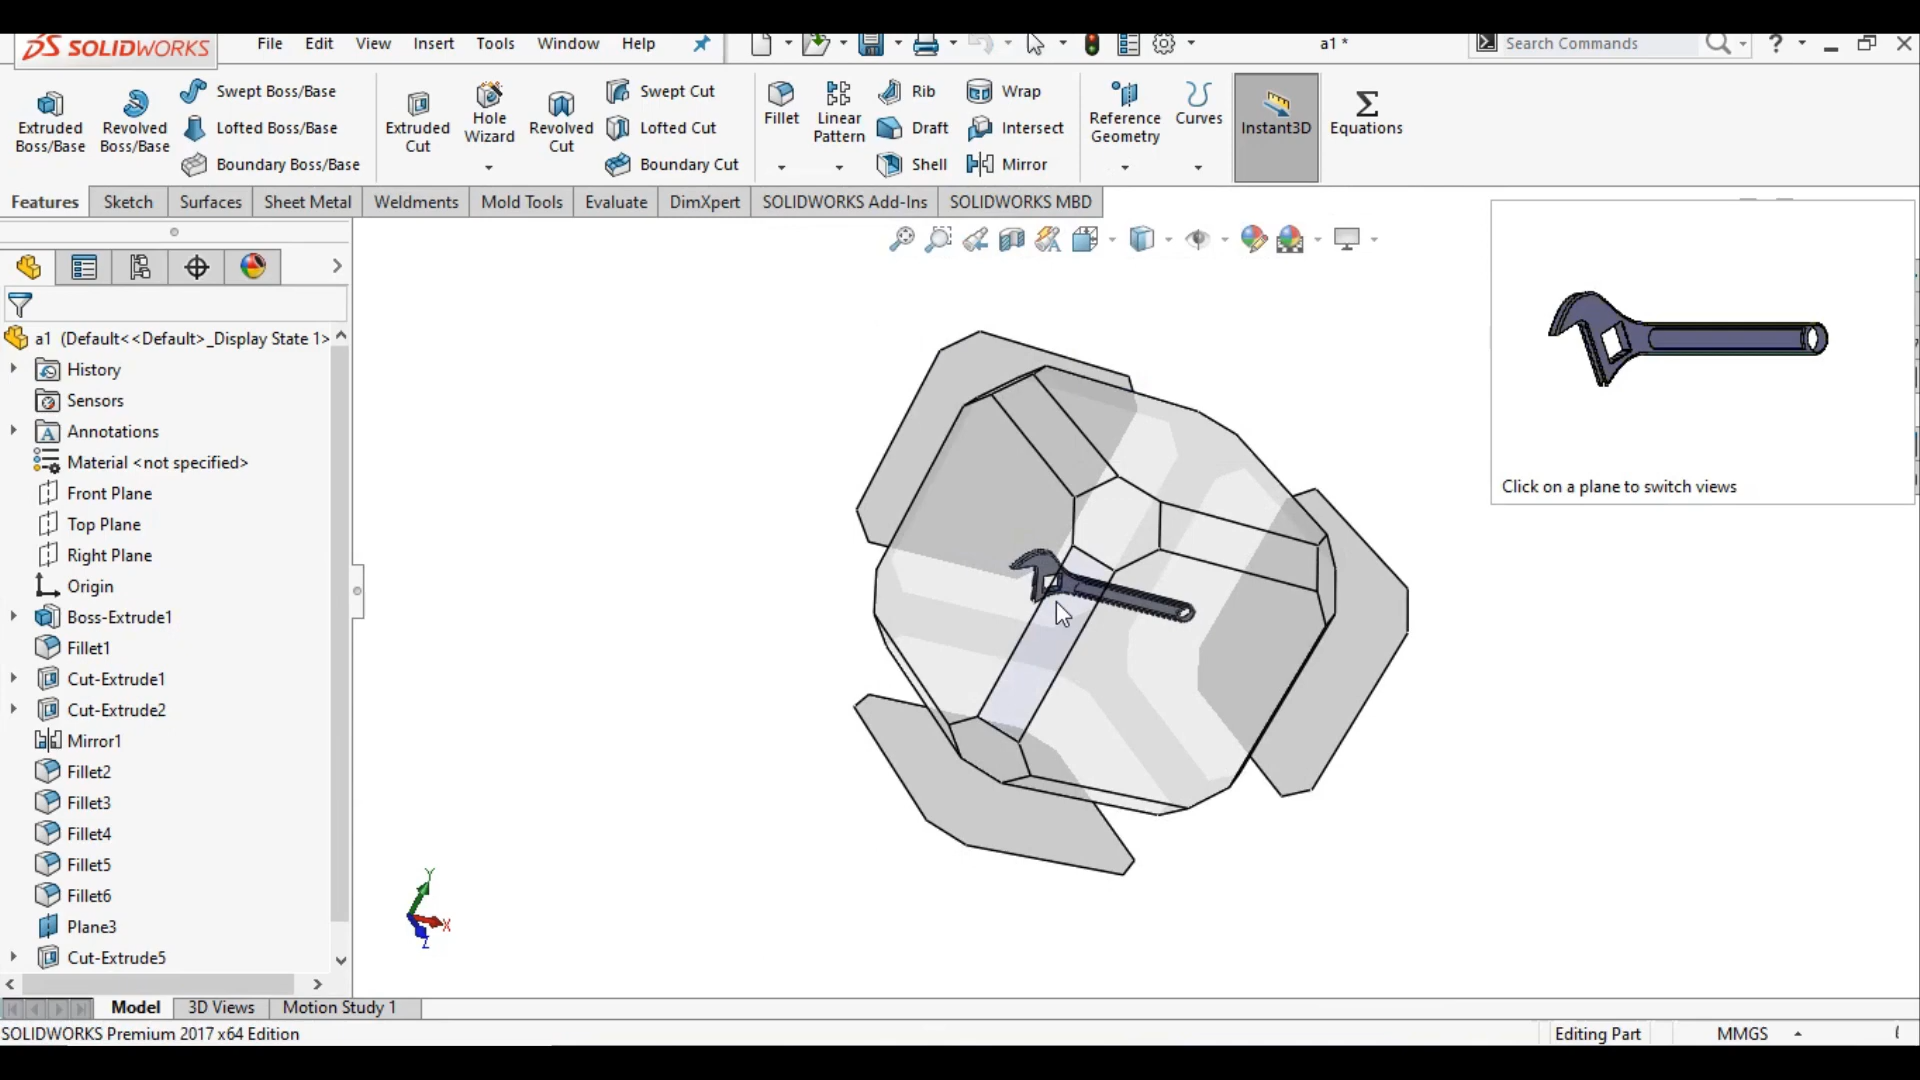 SOLIDWORKS
File Edit View Insert Tools Window Help
a1 *
Search Commands
?
Extruded Boss/Base
Revolved Boss/Base
Swept Boss/Base
Lofted Boss/Base
Boundary Boss/Base
Extruded Cut
Hole Wizard
Revolved Cut
Swept Cut
Lofted Cut
Boundary Cut
Fillet
Linear Pattern
Rib
Draft
Shell
Wrap
Intersect
Mirror
Reference Geometry
Curves
Instant3D
Equations
Features Sketch Surfaces Sheet Metal Weldments Mold Tools Evaluate DimXpert SOLIDWORKS Add-Ins SOLIDWORKS MBD
a1 (Default<<Default>_Display State 1>
History
Sensors
Annotations
Material <not specified>
Front Plane
Top Plane
Right Plane
Origin
Boss-Extrude1
Fillet1
Cut-Extrude1
Cut-Extrude2
Mirror1
Fillet2
Fillet3
Fillet4
Fillet5
Fillet6
Plane3
Cut-Extrude5
Click on a plane to switch views
Y
X
Z
Model 3D Views Motion Study 1
SOLIDWORKS Premium 2017 x64 Edition
Editing Part
MMGS